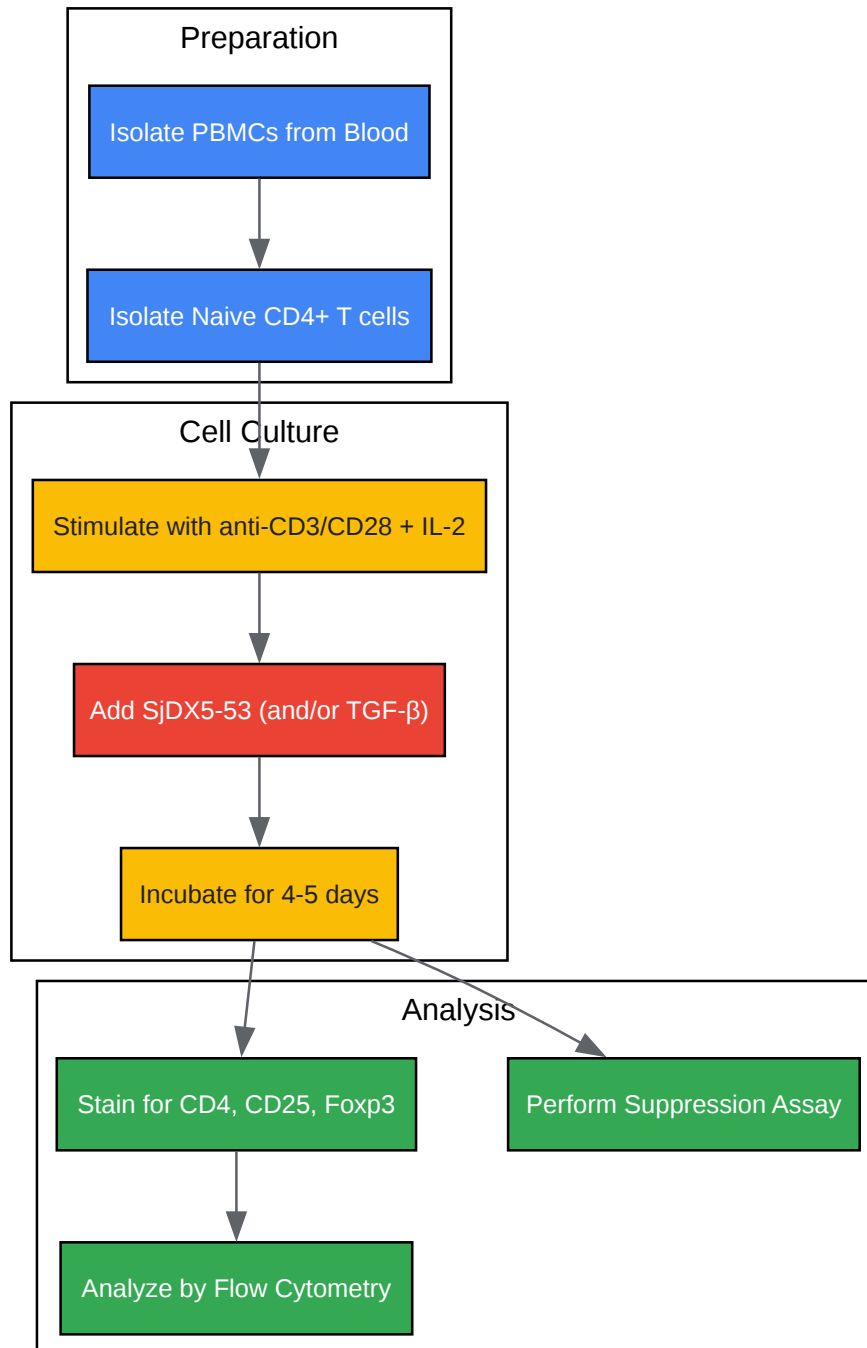 Preparation
Isolate PBMCs from Blood
Isolate Naive CD4+ T cells
Cell Culture
Stimulate with anti-CD3/CD28 + IL-2
Add SjDX5-53 (and/or TGF-β)
Incubate for 4-5 days
Analysis
Stain for CD4, CD25, Foxp3
Perform Suppression Assay
Analyze by Flow Cytometry